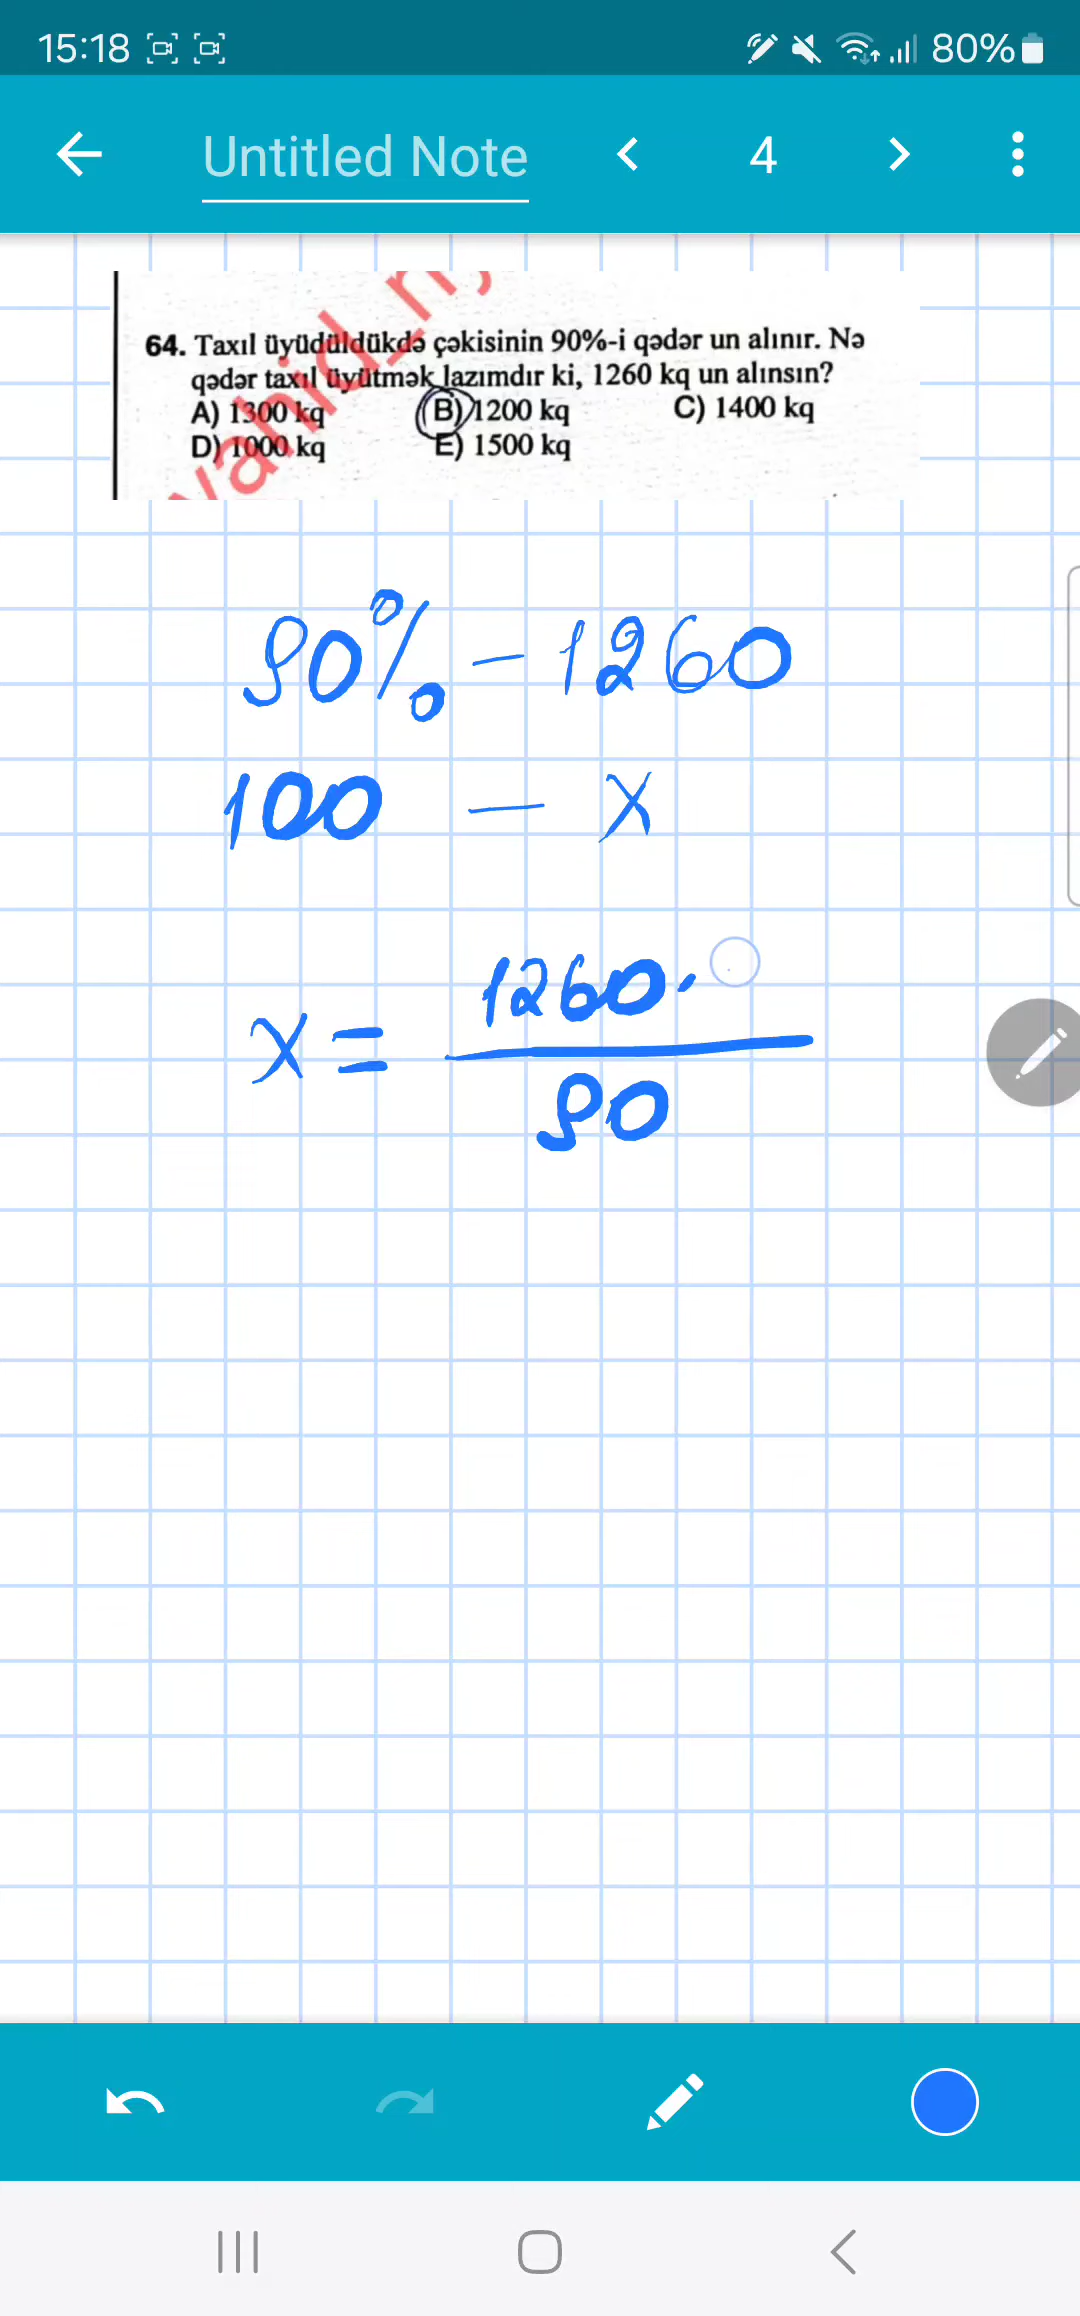 15:18 80%
Untitled Note 4
64. Taxıl üyüdüldükdə çəkisinin 90%-i qədər un alınır. Nə
qədər taxıl üyütmək lazımdır ki, 1260 kq un alınsın?
A) 1300 kq B) 1200 kq C) 1400 kq
D) 1000 kq E) 1500 kq
90% - 1260
100 - x
x = 1260 ·
90